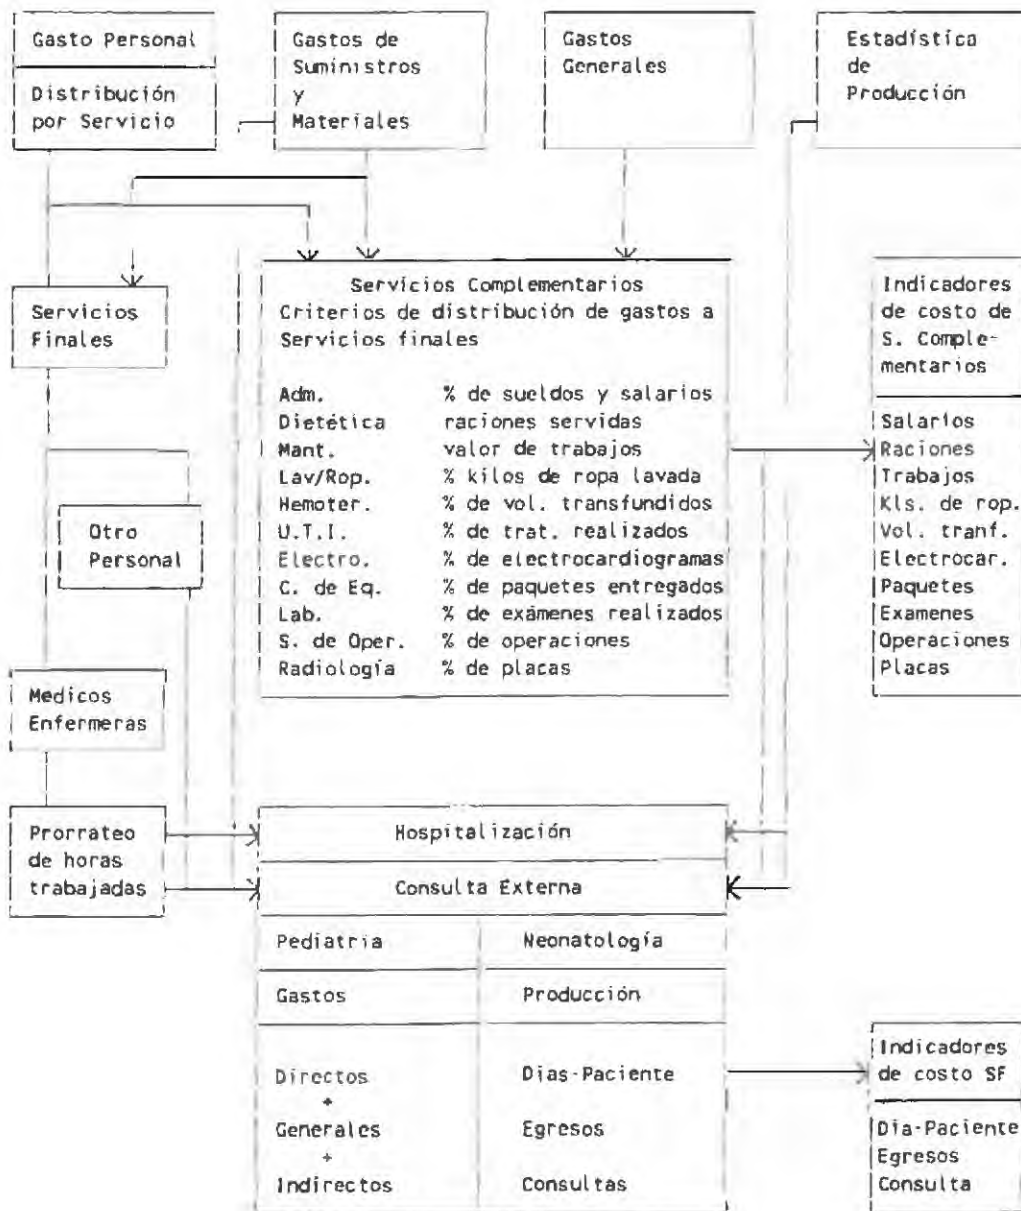 Gasto Personal
Distribución
por Servicio
Gastos de
Suministros
y
Materiales
Gastos
Generales
Estadística
de
Producción
Servicios
Finales
Servicios Complementarios
Criterios de distribución de gastos a
Servicios finales
Adm. % de sueldos y salarios
Dietética raciones servidas
Mant. valor de trabajos
Lav/Rop. % kilos de ropa lavada
Hemoter. % de vol. transfundidos
U.T.I. % de trat. realizados
Electro. % de electrocardiogramas
C. de Eq. % de paquetes entregados
Lab. % de exámenes realizados
S. de Oper. % de operaciones
Radiología % de placas
Indicadores
de costo de
S. Comple-
mentarios
Salarios
Raciones
Trabajos
Kls. de rop.
Vol. tranf.
Electrocar.
Paquetes
Examenes
Operaciones
Placas
Otro
Personal
Medicos
Enfermeras
Prorrateo
de horas
trabajadas
Hospitalización
Consulta Externa
Pediatria Neonatología
Gastos Producción
Directos Dias-Paciente
+
Generales Egresos
+
Indirectos Consultas
Indicadores
de costo SF
Dia-Paciente
Egresos
Consulta